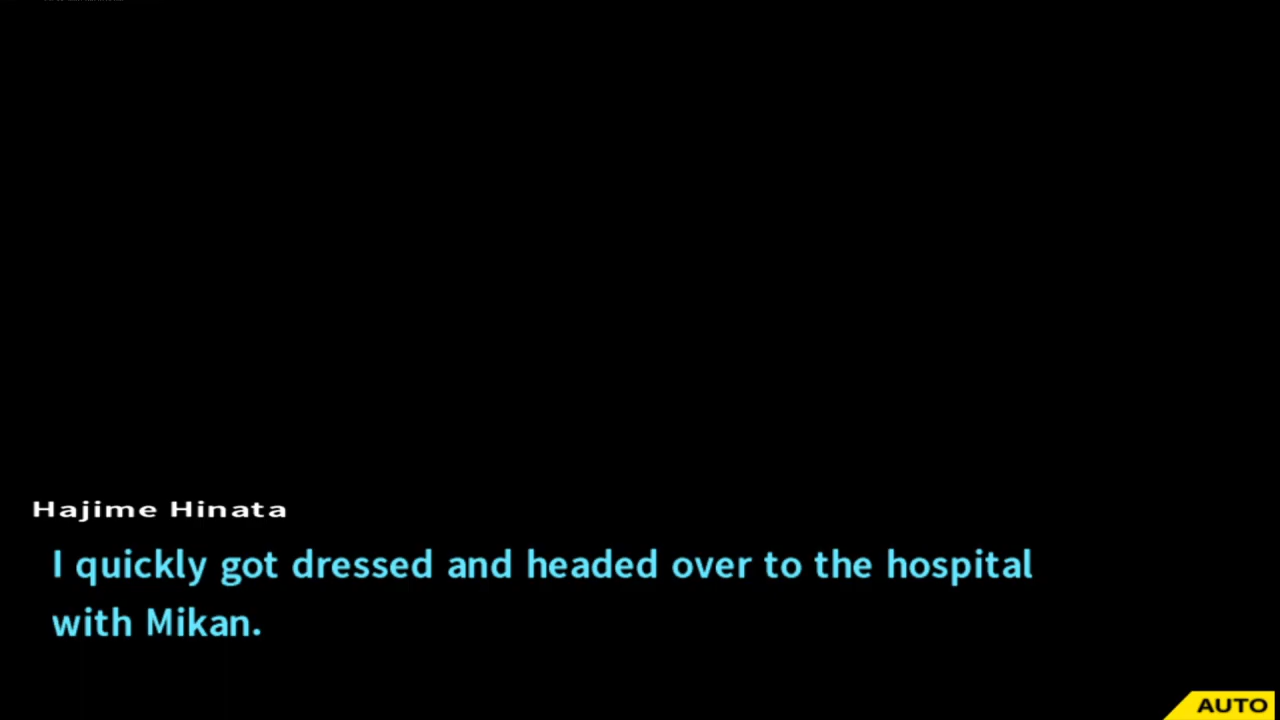 Hajime Hinata
I quickly got dressed and headed over to the hospital
with Mikan.
AUTO